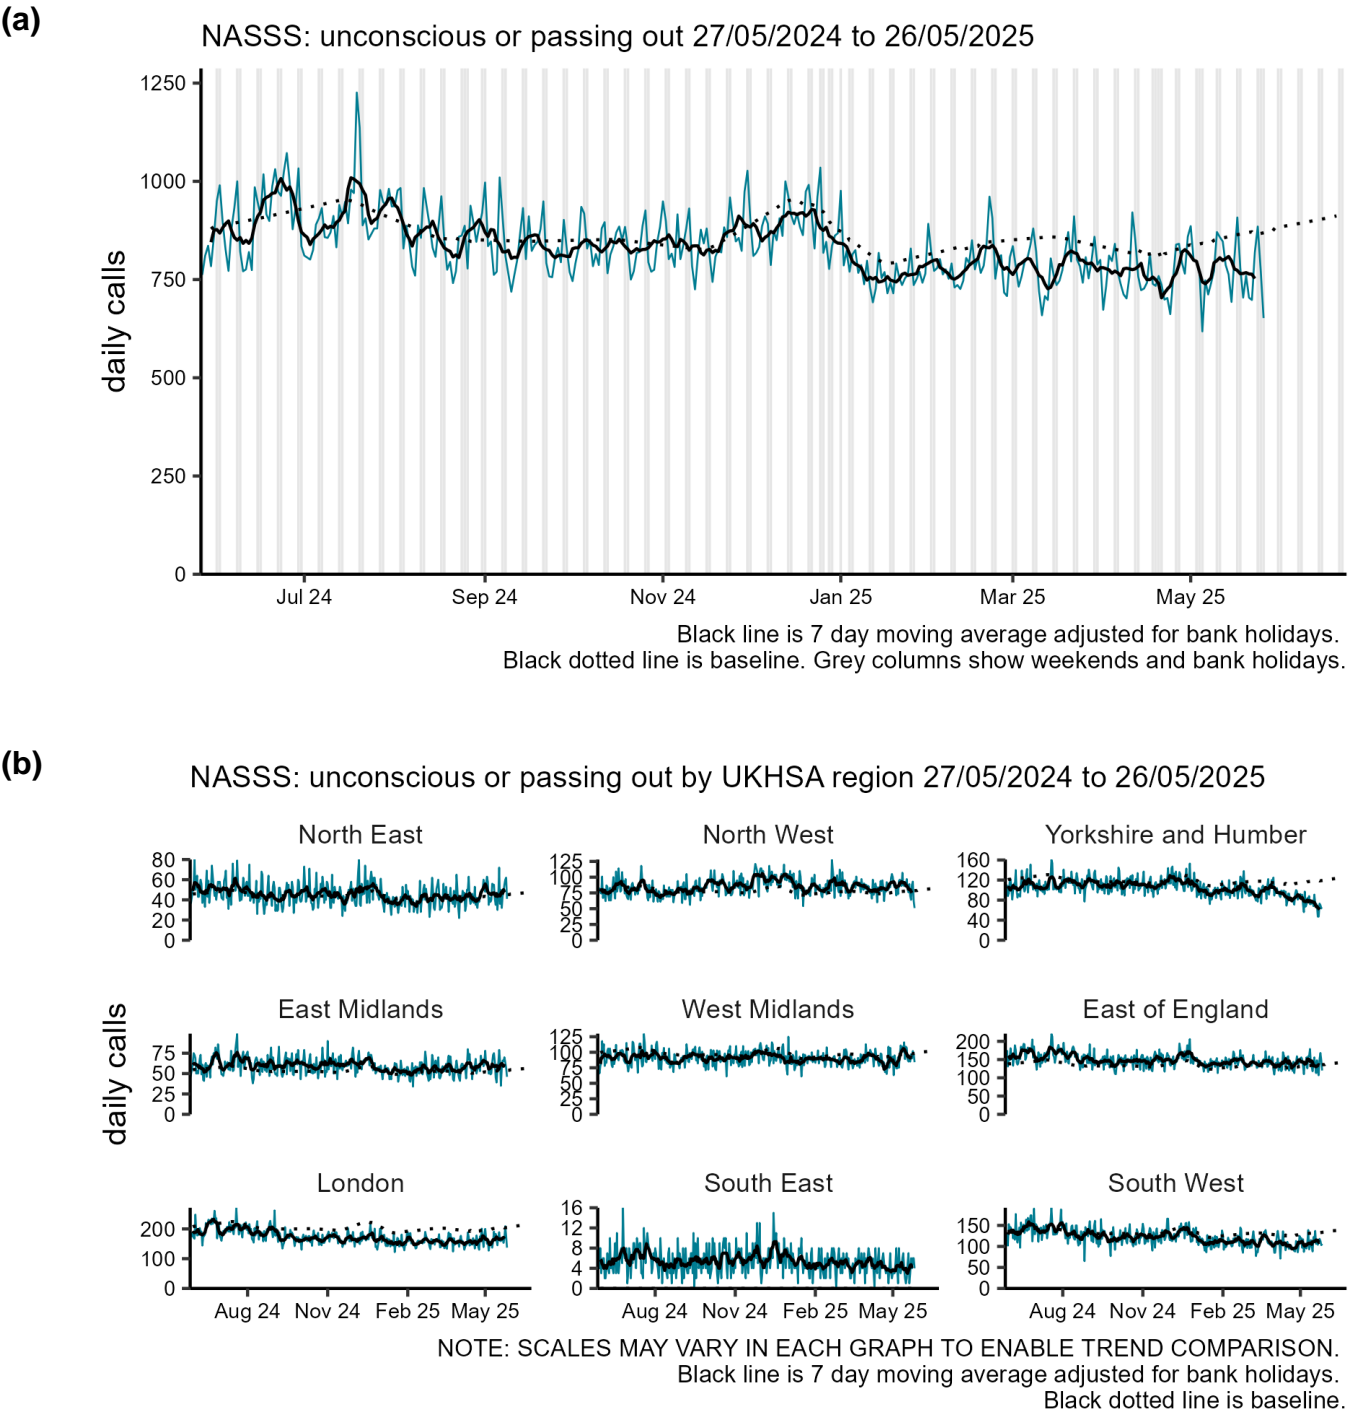 (a)
NASSS: unconscious or passing out 27/05/2024 to 26/05/2025
1250
1000
750
500
250
0
daily calls
Jul 24 Sep 24 Nov 24 Jan 25 Mar 25 May 25
Black line is 7 day moving average adjusted for bank holidays.
Black dotted line is baseline. Grey columns show weekends and bank holidays.
(b)
NASSS: unconscious or passing out by UKHSA region 27/05/2024 to 26/05/2025
daily calls
North East
80
60
40
20
0
North West
125
100
75
50
25
0
Yorkshire and Humber
160
120
80
40
0
East Midlands
75
50
25
0
West Midlands
125
100
75
50
25
0
East of England
200
150
100
50
0
London
200
100
0
Aug 24 Nov 24 Feb 25 May 25
South East
16
12
8
4
0
Aug 24 Nov 24 Feb 25 May 25
South West
150
100
50
0
Aug 24 Nov 24 Feb 25 May 25
NOTE: SCALES MAY VARY IN EACH GRAPH TO ENABLE TREND COMPARISON.
Black line is 7 day moving average adjusted for bank holidays.
Black dotted line is baseline.